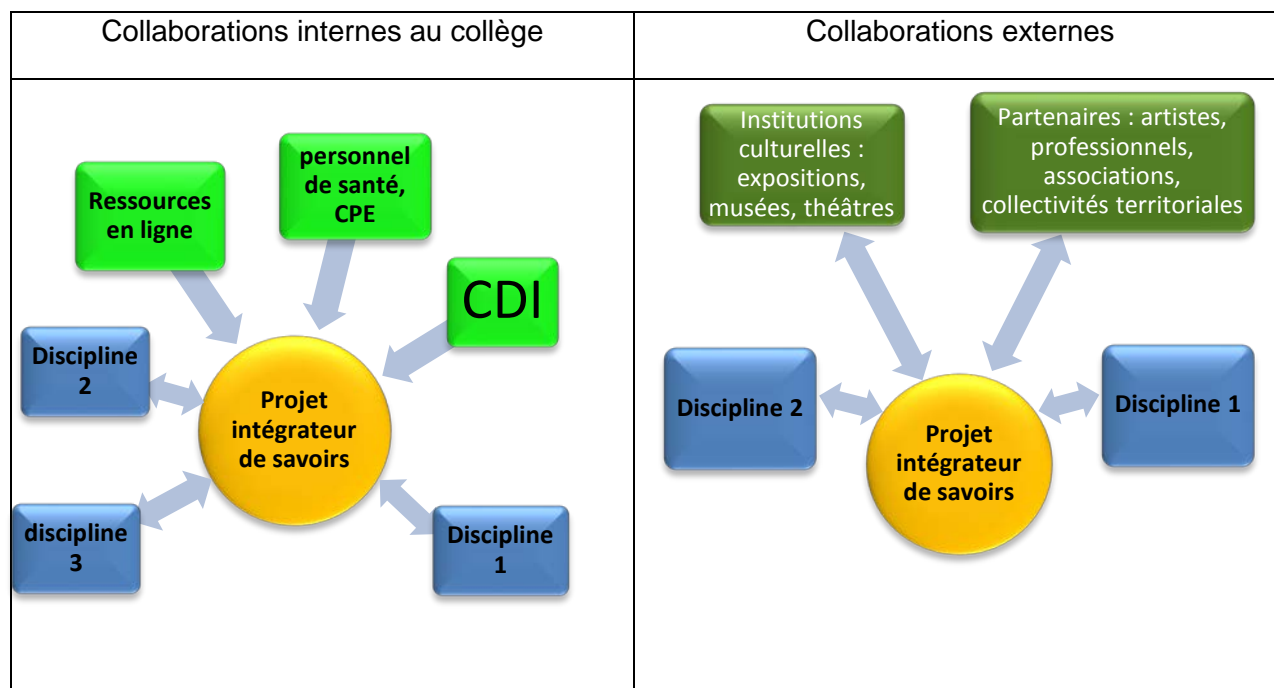 Collaborations internes au collège
Collaborations externes
Ressources
en ligne
personnel
de santé,
CPE
CDI
Discipline
2
Projet
intégrateur
de savoirs
discipline
3
Discipline
1
Institutions
culturelles :
expositions,
musées, théâtres
Partenaires : artistes,
professionnels,
associations,
collectivités territoriales
Discipline 2
Discipline 1
Projet
intégrateur
de savoirs